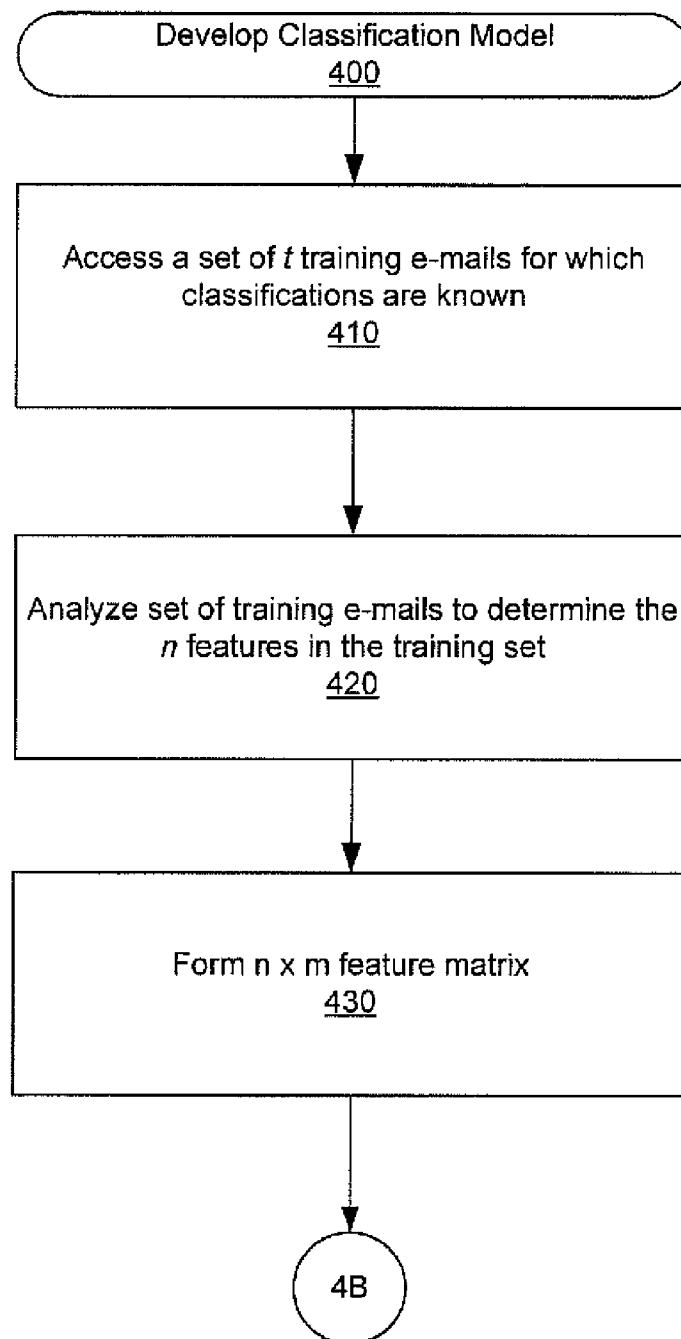 Develop Classification Model
400
Access a set of t training e-mails for which
classifications are known
410
Analyze set of training e-mails to determine the
n features in the training set
420
Form n x m feature matrix
430
4B